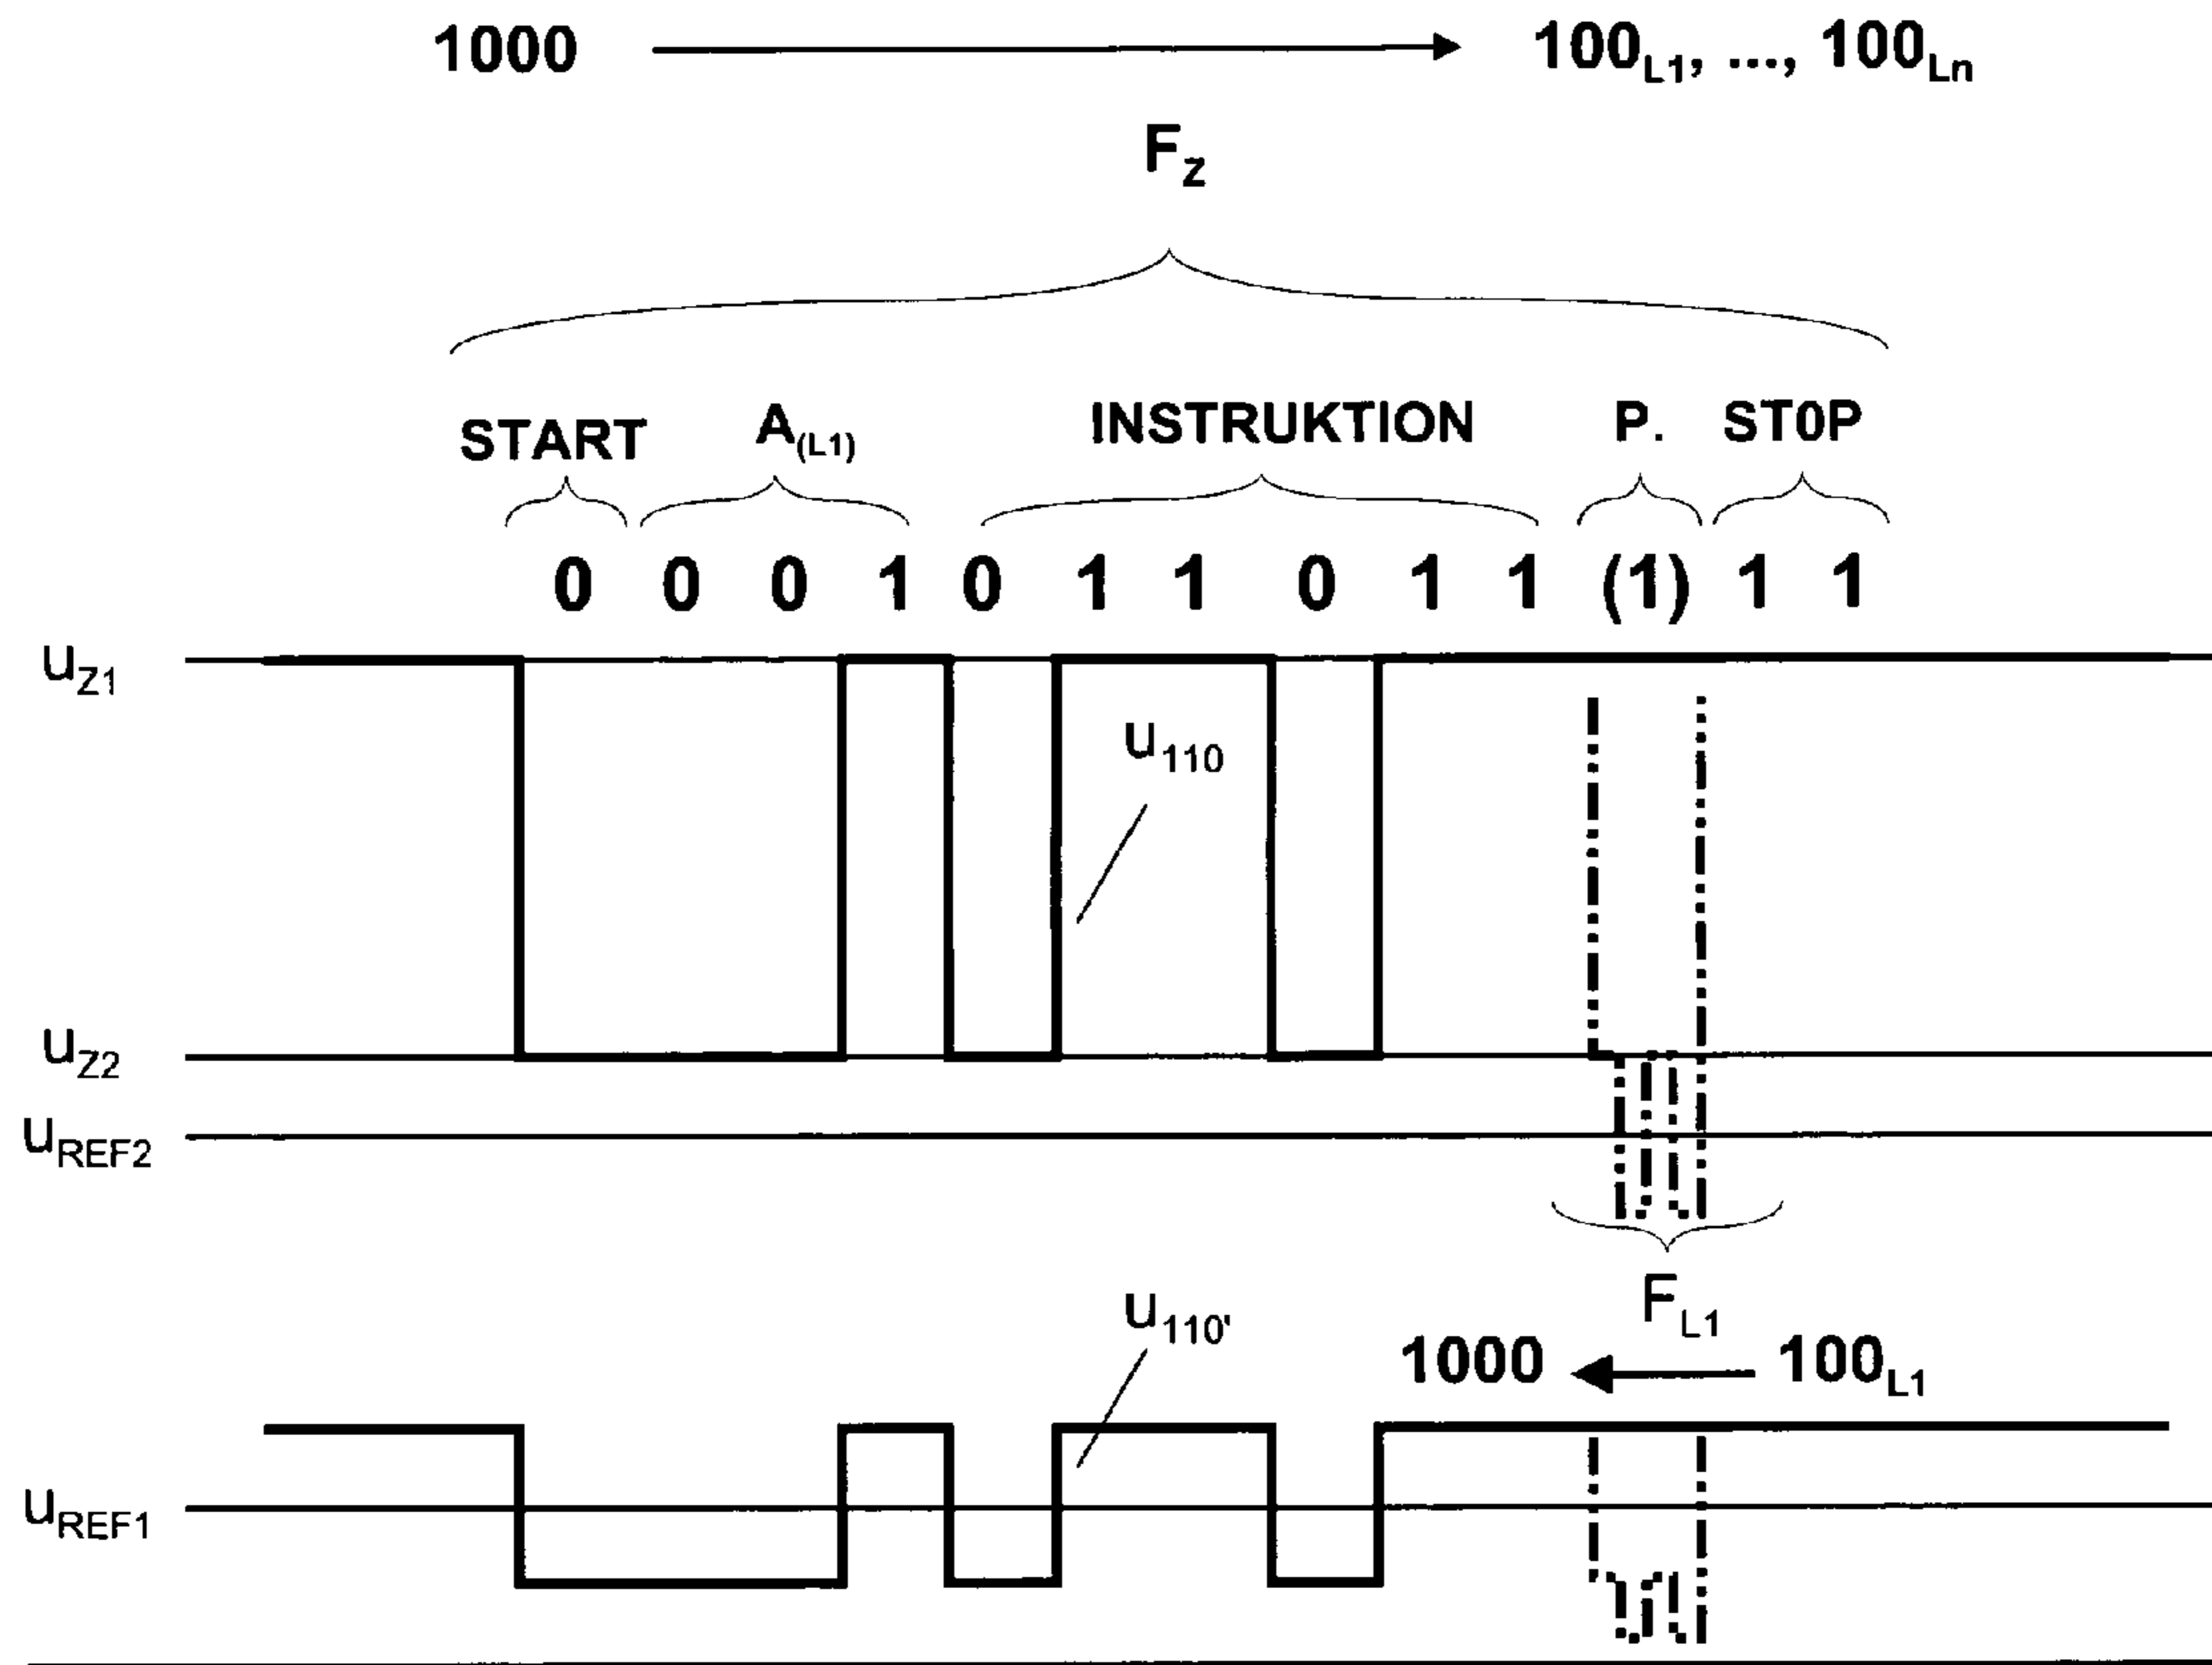 1000 100L1, ..., 100Ln
Fz
START A(L1) INSTRUKTION P. ST0P
0 0 0 1 0 1 1 0 1 1 (1) 1 1
uZ1
u110
uZ2
uREF2
FL1
u110'
1000 100L1
uREF1